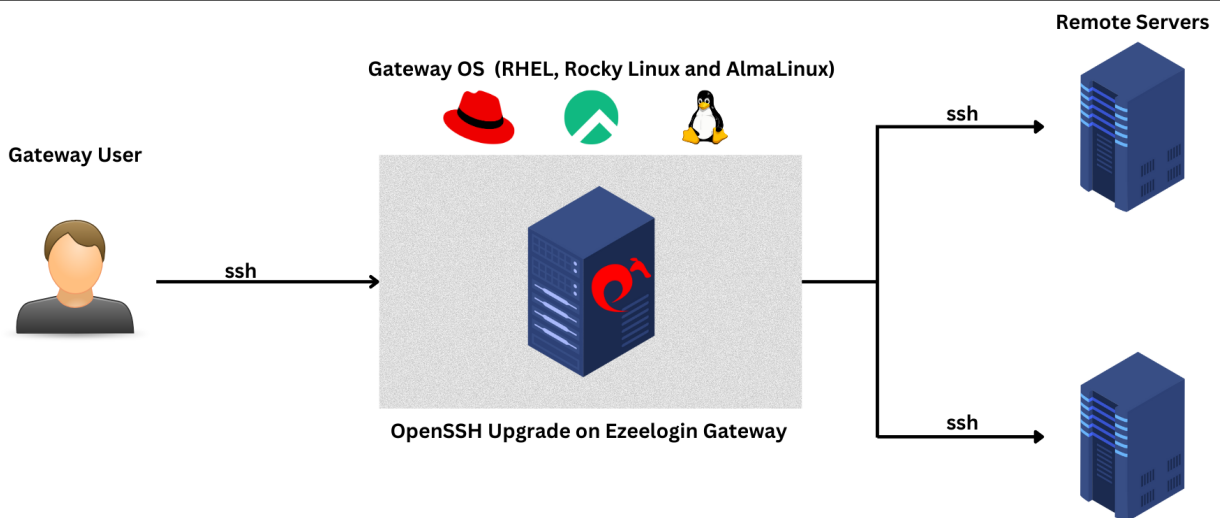 Remote Servers
Gateway OS  (RHEL, Rocky Linux and AlmaLinux)
ssh
Gateway User
ssh
OpenSSH Upgrade on Ezeelogin Gateway
ssh